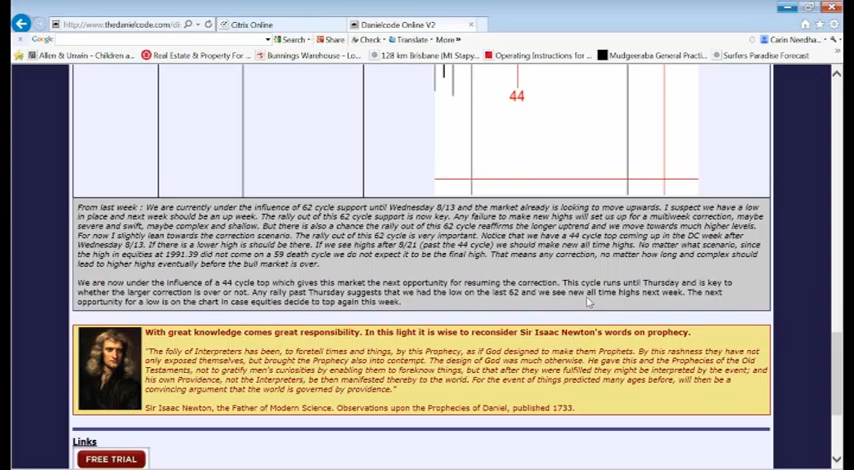 http://www.thedanielcode.com/di
Citrix Online
Danielcode Online V2
Google
Search
Share
Check
Translate
More »
Carin Needha...
Allen & Unwin - Children a...
Real Estate & Property For ...
Bunnings Warehouse - Lo...
128 km Brisbane (Mt Stapy...
Operating Instructions for ...
Mudgeeraba General Practi...
Surfers Paradise Forecast
44
From last week : We are currently under the influence of 62 cycle support until Wednesday 8/13 and the market already is looking to move upwards. I suspect we have a low
in place and next week should be an up week. The rally out of this 62 cycle support is now key. Any failure to make new highs will set us up for a multiweek correction, maybe
severe and swift, maybe complex and shallow. But there is also a chance the rally out of this 62 cycle reaffirms the longer uptrend and we move towards much higher levels.
For now I slightly lean towards the correction scenario. The rally out of this 62 cycle is very important. Notice that we have a 44 cycle top coming up in the DC week after
Wednesday 8/13. If there is a lower high is should be there. If we see highs after 8/21 (past the 44 cycle) we should make new all time highs. No matter what scenario, since
the high in equities at 1991.39 did not come on a 59 death cycle we do not expect it to be the final high. That means any correction, no matter how long and complex should
lead to higher highs eventually before the bull market is over.
We are now under the influence of a 44 cycle top which gives this market the next opportunity for resuming the correction. This cycle runs until Thursday and is key to
whether the larger correction is over or not. Any rally past Thursday suggests that we had the low on the last 62 and we see new all time highs next week. The next
opportunity for a low is on the chart in case equities decide to top again this week.
With great knowledge comes great responsibility. In this light it is wise to reconsider Sir Isaac Newton's words on prophecy.
"The folly of Interpreters has been, to foretell times and things, by this Prophecy, as if God designed to make them Prophets. By this rashness they have not
only exposed themselves, but brought the Prophecy also into contempt. The design of God was much otherwise. He gave this and the Prophecies of the Old
Testaments, not to gratify men's curiosities by enabling them to foreknow things, but that after they were fulfilled they might be interpreted by the event; and
his own Providence, not the Interpreters, be then manifested thereby to the world. For the event of things predicted many ages before, will then be a
convincing argument that the world is governed by providence."
Sir Isaac Newton, the Father of Modern Science. Observations upon the Prophecies of Daniel, published 1733.
Links
FREE TRIAL